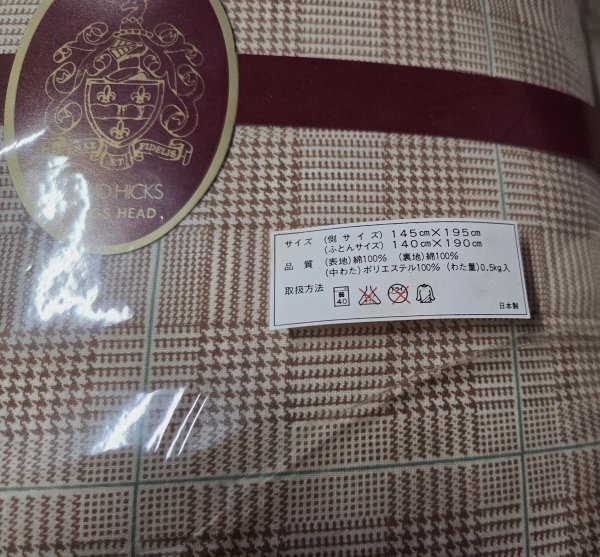 FIDELIS
ET
HICKS
HEAD
サイズ (側サイズ) 145cm×195cm
(ふとんサイズ) 140cm×190cm
品質 (表地)綿100% (裏地)綿100%
(中わた)ポリエステル100% (わた量)0.5kg入
取扱方法 弱 40
日本製